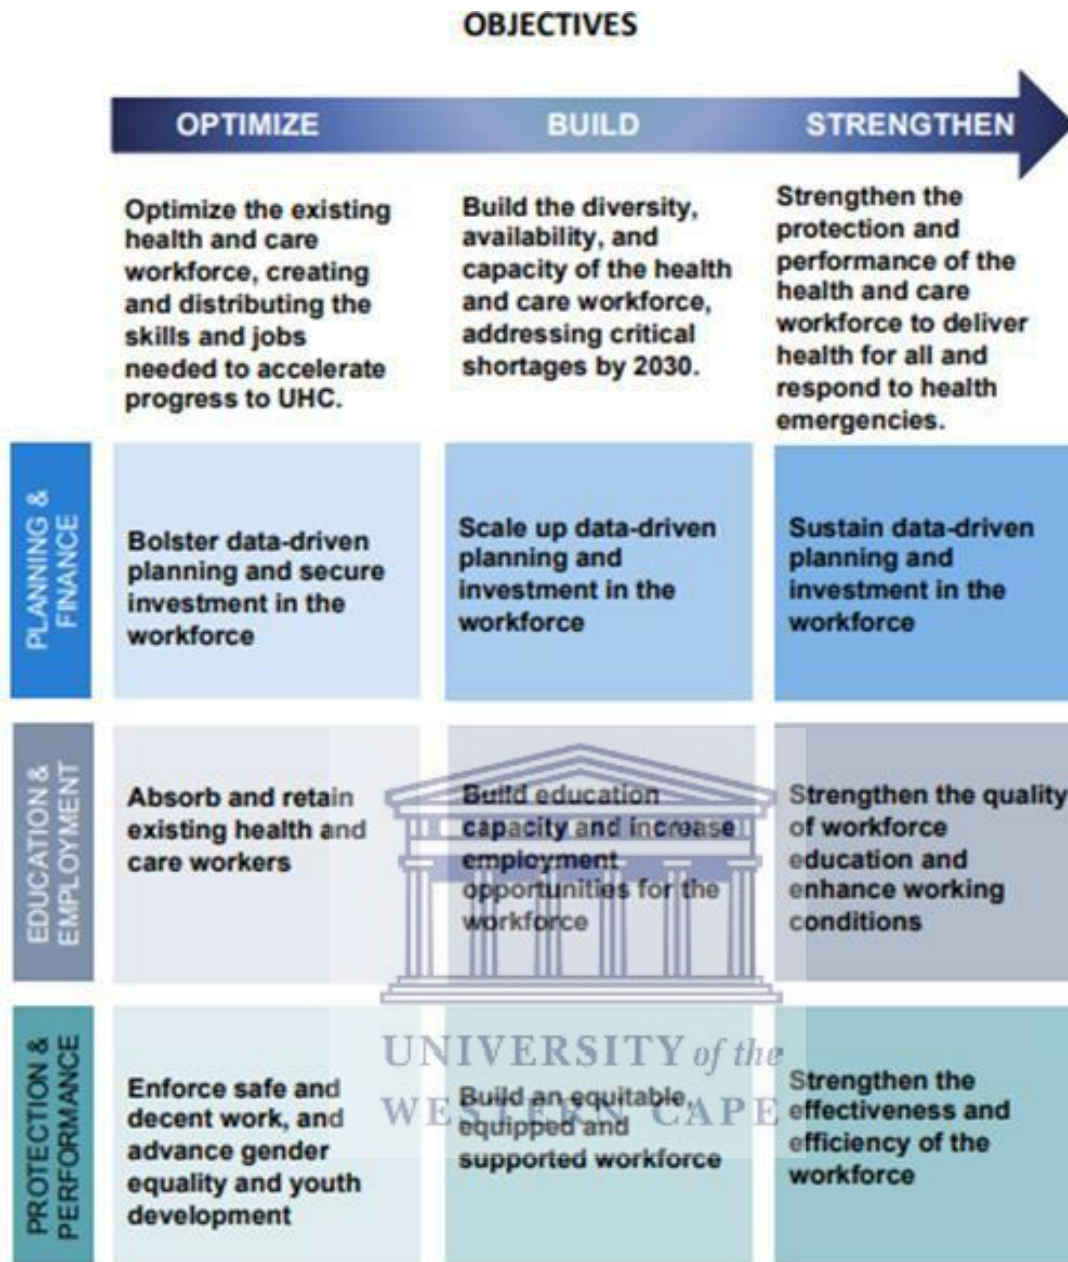 OBJECTIVES
OPTIMIZE
BUILD
STRENGTHEN
Optimize the existing
health and care
workforce, creating
and distributing the
skills and jobs
needed to accelerate
progress to UHC.
Build the diversity,
availability, and
capacity of the health
and care workforce,
addressing critical
shortages by 2030.
Strengthen the
protection and
performance of the
health and care
workforce to deliver
health for all and
respond to health
emergencies.
PLANNING &
FINANCE
Bolster data-driven
planning and secure
investment in the
workforce
Scale up data-driven
planning and
investment in the
workforce
Sustain data-driven
planning and
investment in the
workforce
EDUCATION &
EMPLOYMENT
Absorb and retain
existing health and
care workers
Build education
capacity and increase
employment
opportunities for the
workforce
Strengthen the quality
of workforce
education and
enhance working
conditions
PROTECTION &
PERFORMANCE
Enforce safe and
decent work, and
advance gender
equality and youth
development
Build an equitable,
equipped and
supported workforce
Strengthen the
effectiveness and
efficiency of the
workforce
UNIVERSITY of the
WESTERN CAPE